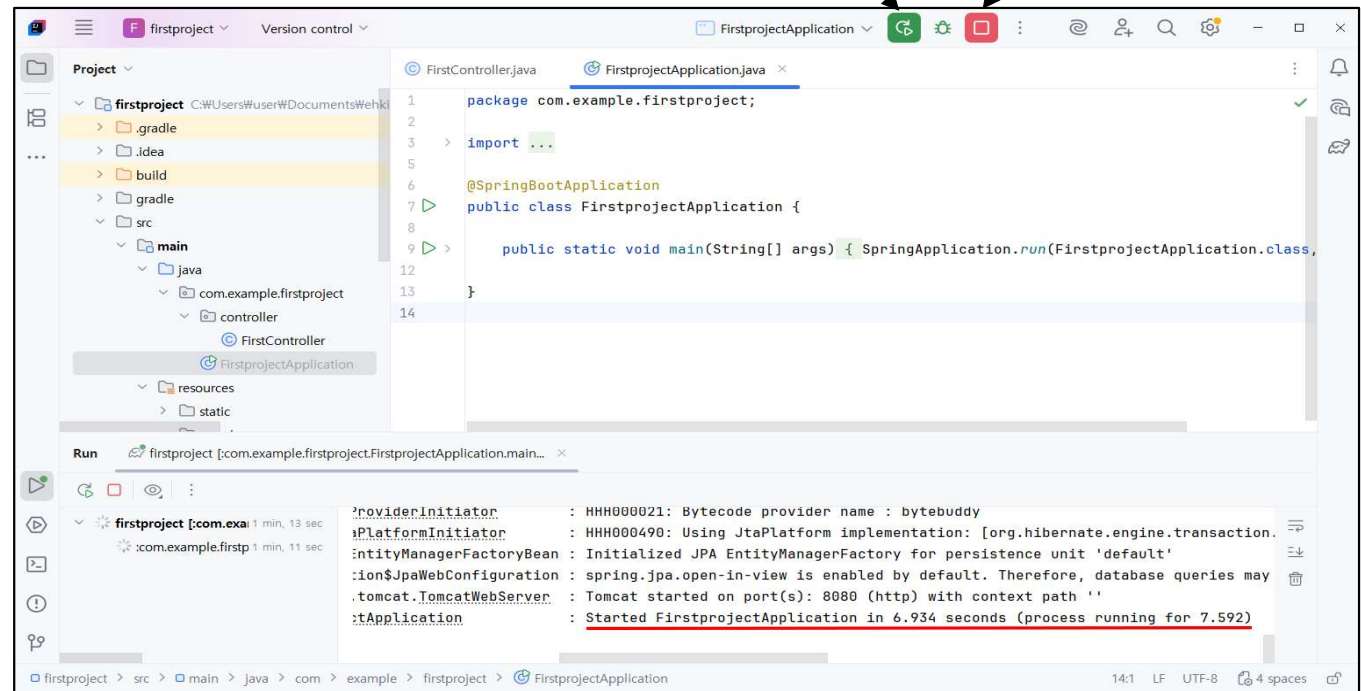 F firstproject Version control FirstprojectApplication
Project
FirstController.java FirstprojectApplication.java
firstproject C:₩Users₩user₩Documents₩ehki
.gradle
.idea
build
gradle
src
main
java
com.example.firstproject
controller
FirstController
FirstprojectApplication
resources
static
1 package com.example.firstproject;
2
3 import ...
5
6 @SpringBootApplication
7 public class FirstprojectApplication {
8
9 public static void main(String[] args) { SpringApplication.run(FirstprojectApplication.class,
12
13 }
14
Run firstproject [:com.example.firstproject.FirstprojectApplication.main...
firstproject [:com.exa 1 min, 13 sec
:com.example.firstp 1 min, 11 sec
ProviderInitiator : HHH000021: Bytecode provider name : bytebuddy
aPlatformInitiator : HHH000490: Using JtaPlatform implementation: [org.hibernate.engine.transaction.
EntityManagerFactoryBean : Initialized JPA EntityManagerFactory for persistence unit 'default'
tion$JpaWebConfiguration : spring.jpa.open-in-view is enabled by default. Therefore, database queries may
.tomcat.TomcatWebServer : Tomcat started on port(s): 8080 (http) with context path ''
ctApplication : Started FirstprojectApplication in 6.934 seconds (process running for 7.592)
firstproject > src > main > java > com > example > firstproject > FirstprojectApplication 14:1 LF UTF-8 4 spaces